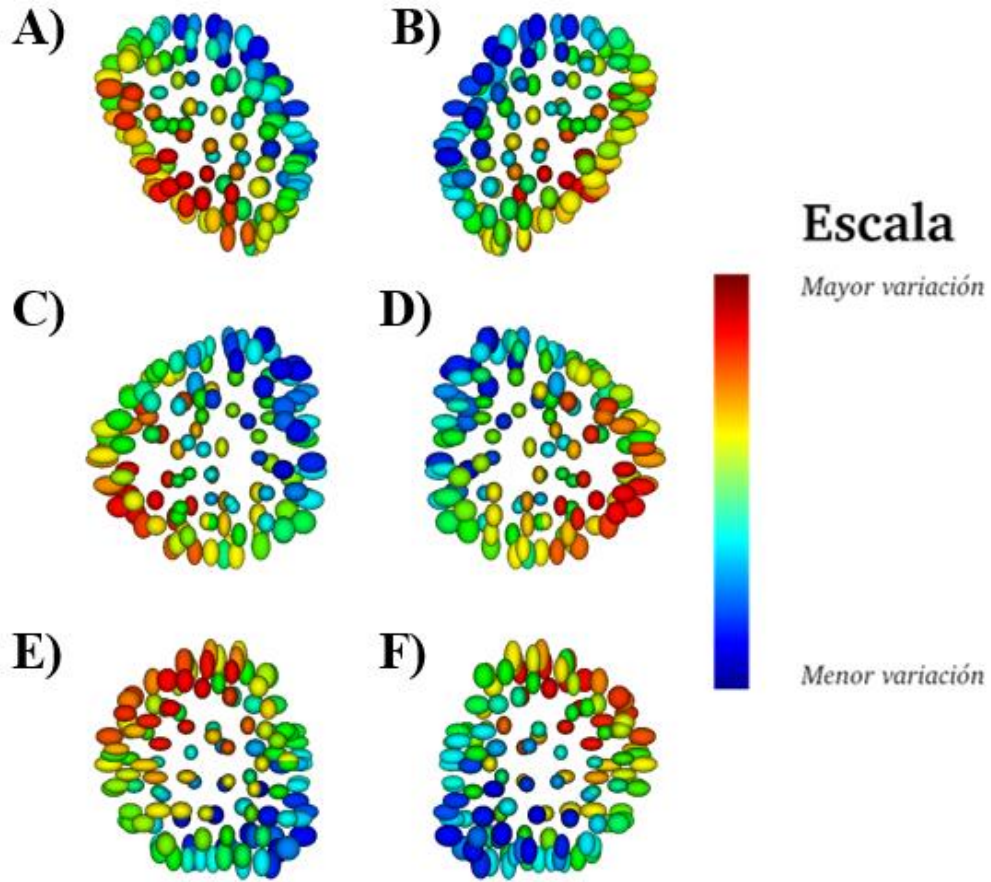 A)
B)
Escala
Mayor variación
C)
D)
E)
F)
Menor variación